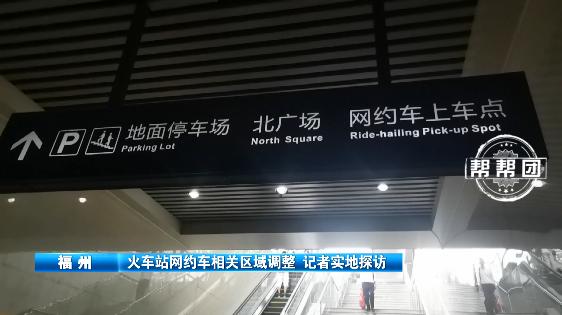 P 地面停车场 北广场 网约车上车点
Parking Lot North Square Ride-hailing Pick-up Spot
帮帮团
福州 火车站网约车相关区域调整 记者实地探访